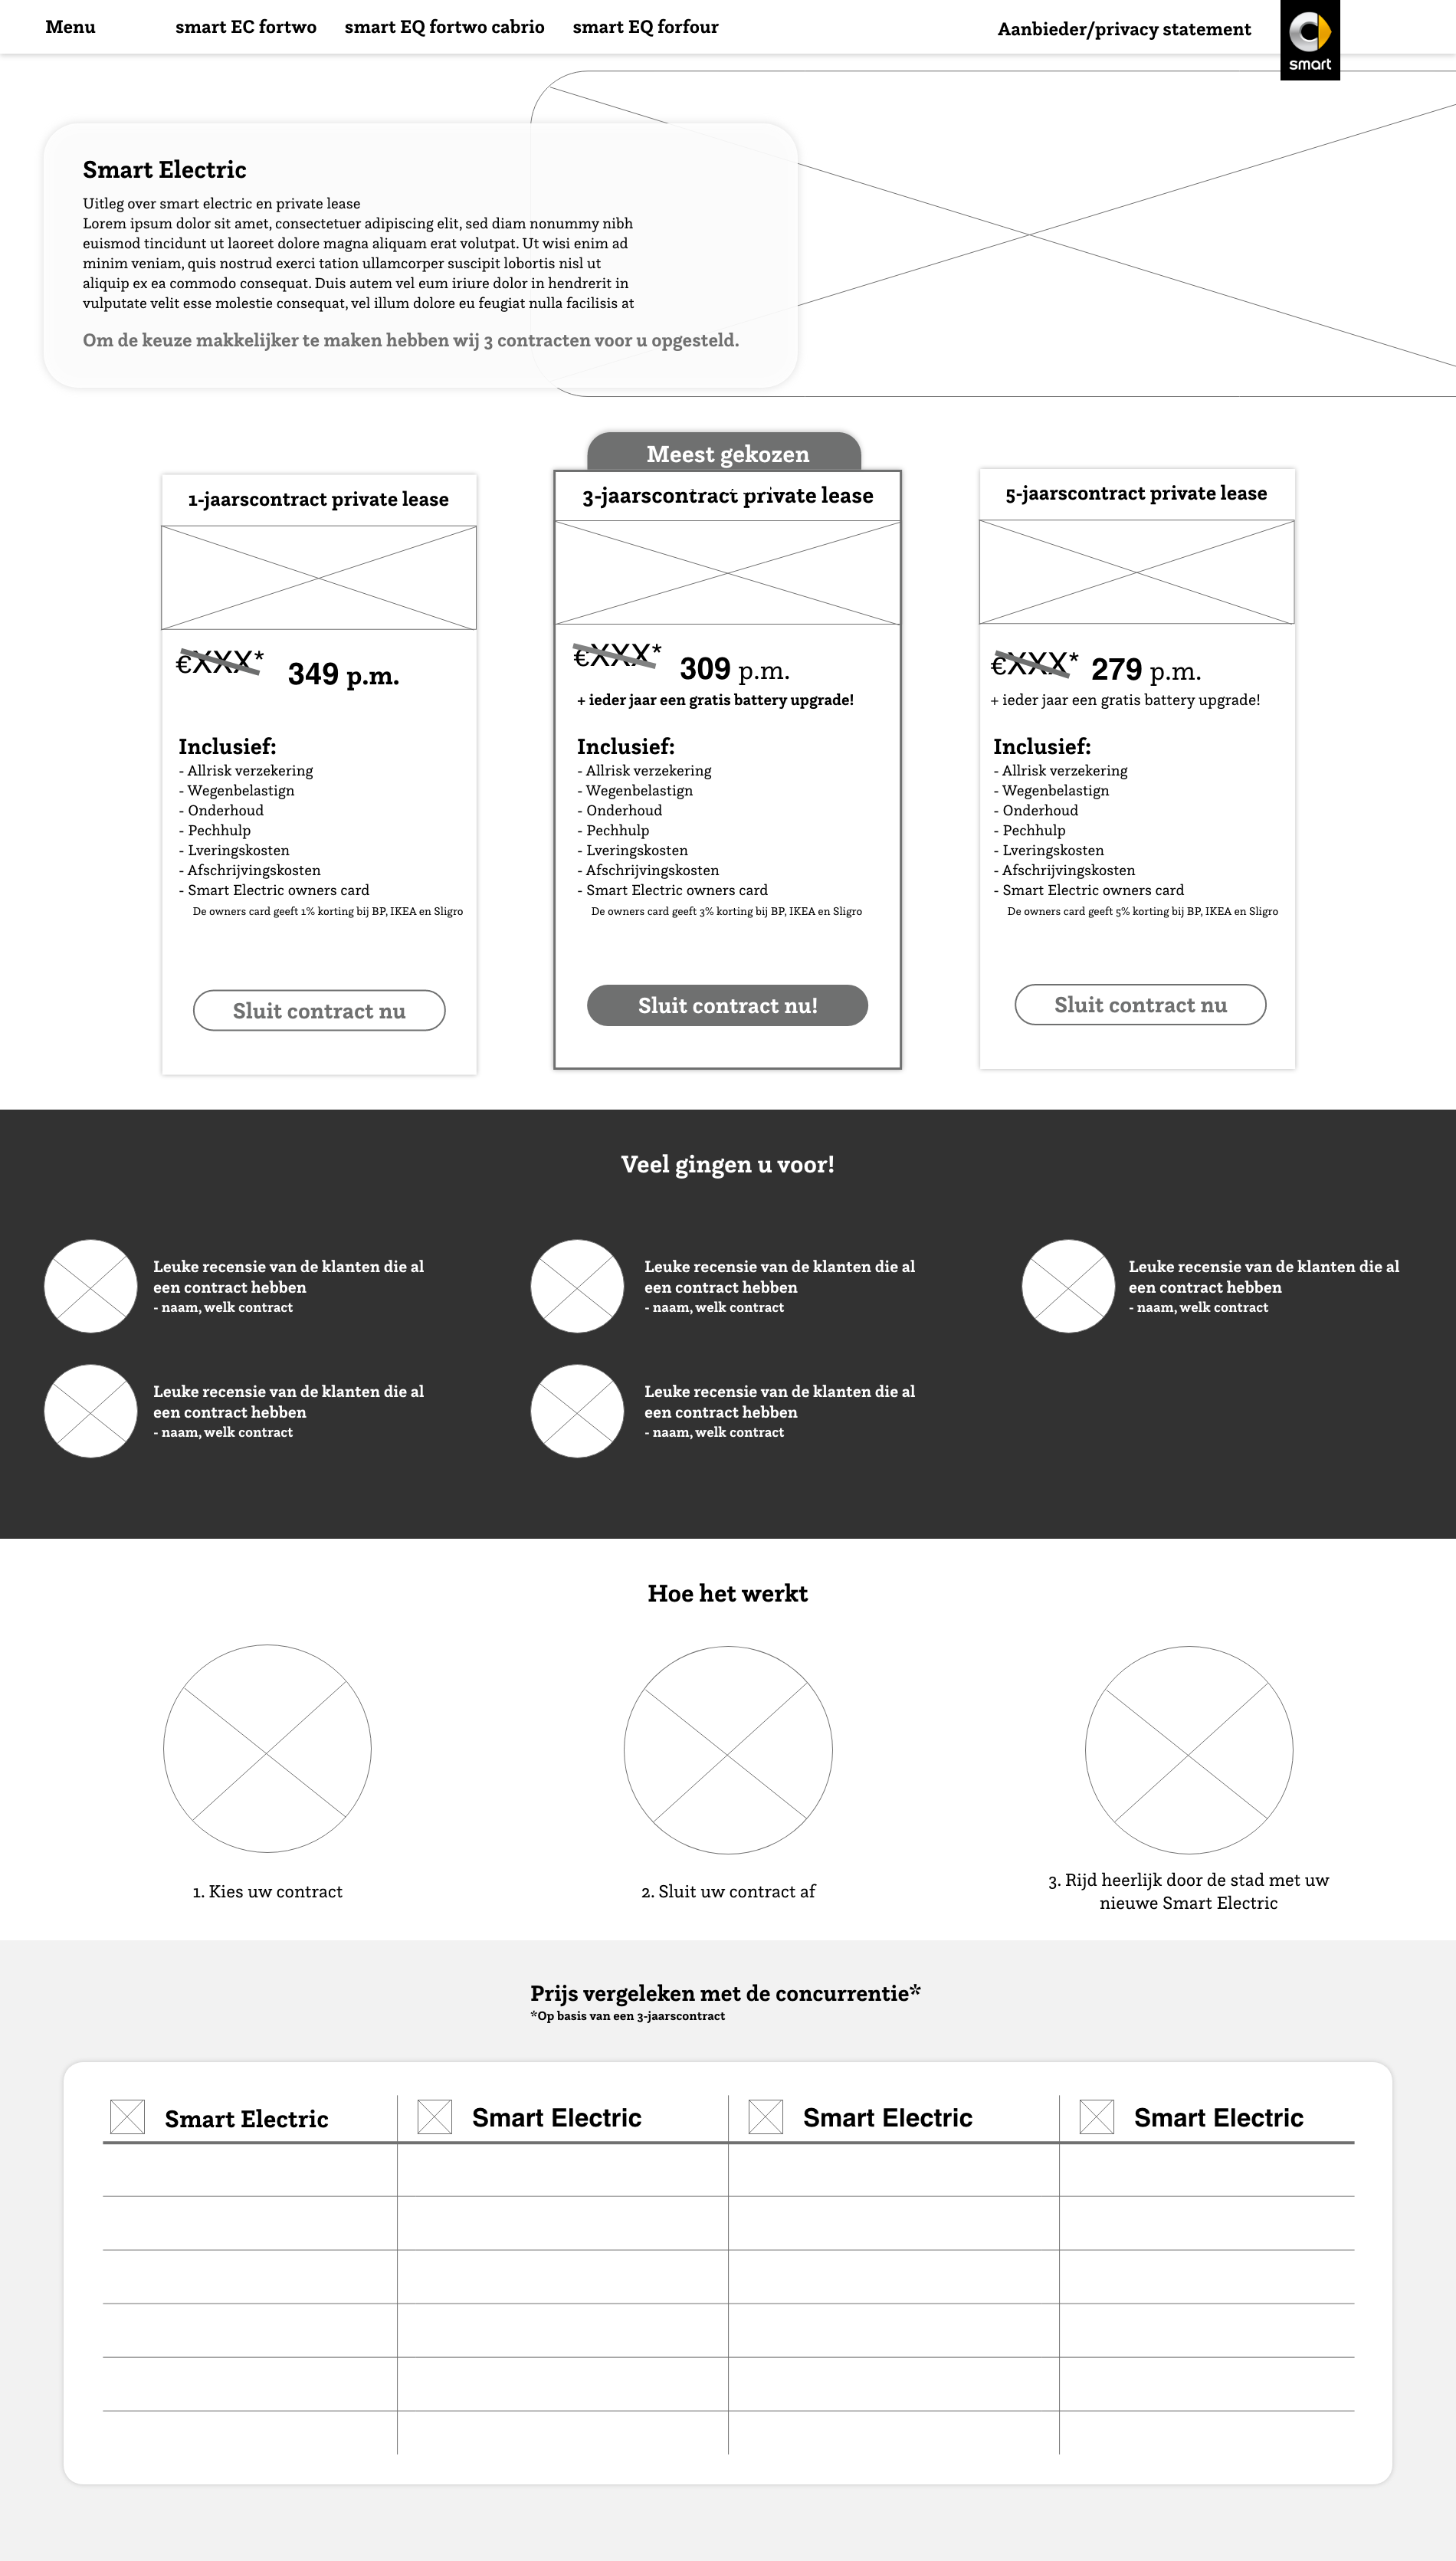 Menu
smart EC fortwo
smart EQ fortwo cabrio
smart EQ forfour
Aanbieder/privacy statement
smart
Smart Electric
Uitleg over smart electric en private lease
Lorem ipsum dolor sit amet, consectetuer adipiscing elit, sed diam nonummy nibh
euismod tincidunt ut laoreet dolore magna aliquam erat volutpat. Ut wisi enim ad
minim veniam, quis nostrud exerci tation ullamcorper suscipit lobortis nisl ut
aliquip ex ea commodo consequat. Duis autem vel eum iriure dolor in hendrerit in
vulputate velit esse molestie consequat, vel illum dolore eu feugiat nulla facilisis at
Om de keuze makkelijker te maken hebben wij 3 contracten voor u opgesteld.
1-jaarscontract private lease
€XXX*
349 p.m.
Inclusief:
- Allrisk verzekering
- Wegenbelastign
- Onderhoud
- Pechhulp
- Lveringskosten
- Afschrijvingskosten
- Smart Electric owners card
De owners card geeft 1% korting bij BP, IKEA en Sligro
Sluit contract nu
Meest gekozen
3-jaarscontract private lease
€XXX*
309 p.m.
+ ieder jaar een gratis battery upgrade!
Inclusief:
- Allrisk verzekering
- Wegenbelastign
- Onderhoud
- Pechhulp
- Lveringskosten
- Afschrijvingskosten
- Smart Electric owners card
De owners card geeft 3% korting bij BP, IKEA en Sligro
Sluit contract nu!
5-jaarscontract private lease
€XXX*
279 p.m.
+ ieder jaar een gratis battery upgrade!
Inclusief:
- Allrisk verzekering
- Wegenbelastign
- Onderhoud
- Pechhulp
- Lveringskosten
- Afschrijvingskosten
- Smart Electric owners card
De owners card geeft 5% korting bij BP, IKEA en Sligro
Sluit contract nu
Veel gingen u voor!
Leuke recensie van de klanten die al
een contract hebben
- naam, welk contract
Leuke recensie van de klanten die al
een contract hebben
- naam, welk contract
Leuke recensie van de klanten die al
een contract hebben
- naam, welk contract
Leuke recensie van de klanten die al
een contract hebben
- naam, welk contract
Leuke recensie van de klanten die al
een contract hebben
- naam, welk contract
Hoe het werkt
1. Kies uw contract
2. Sluit uw contract af
3. Rijd heerlijk door de stad met uw
nieuwe Smart Electric
Prijs vergeleken met de concurrentie*
*Op basis van een 3-jaarscontract
Smart Electric
Smart Electric
Smart Electric
Smart Electric